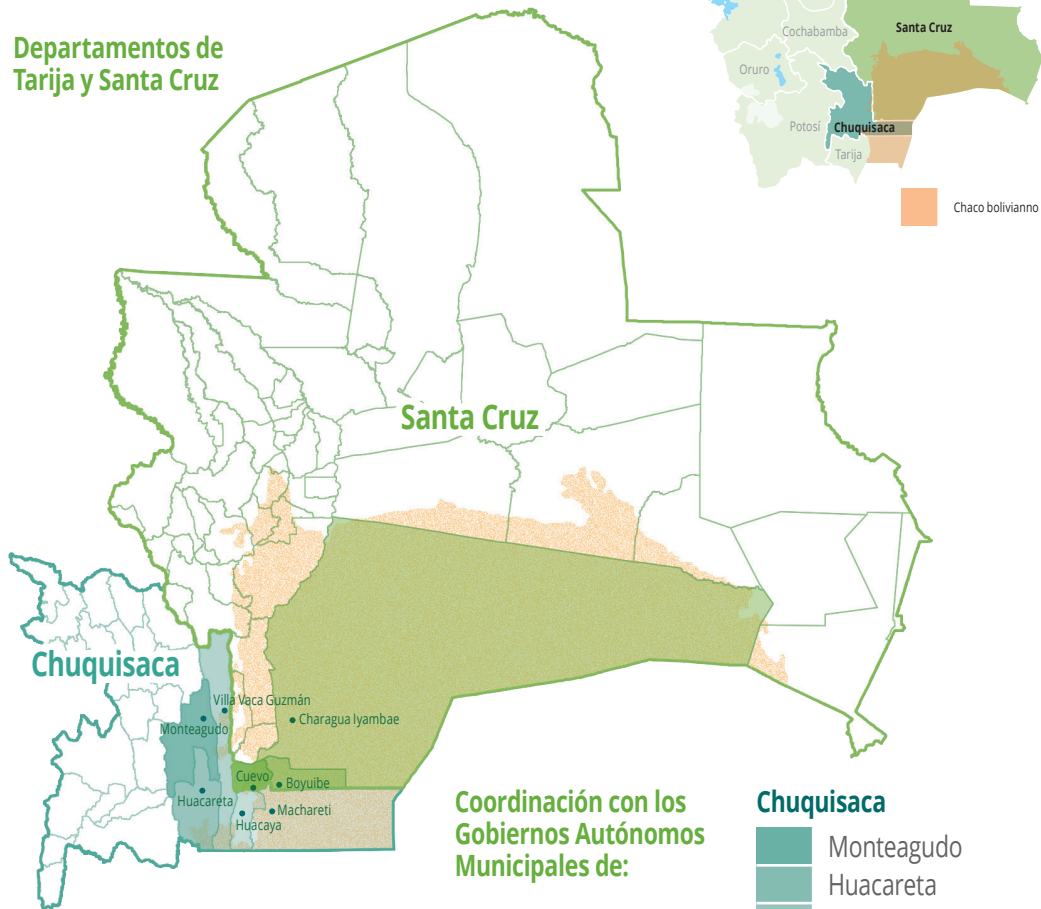 Departamentos de
Tarija y Santa Cruz
Cochabamba
Santa Cruz
Oruro
Potosí
Chuquisaca
Tarija
Chaco bolivianno
Santa Cruz
Chuquisaca
Villa Vaca Guzmán
Monteagudo
Charagua Iyambae
Cuevo
Boyuibe
Huacareta
Machareti
Huacaya
Coordinación con los
Gobiernos Autónomos
Municipales de:
Chuquisaca
Monteagudo
Huacareta